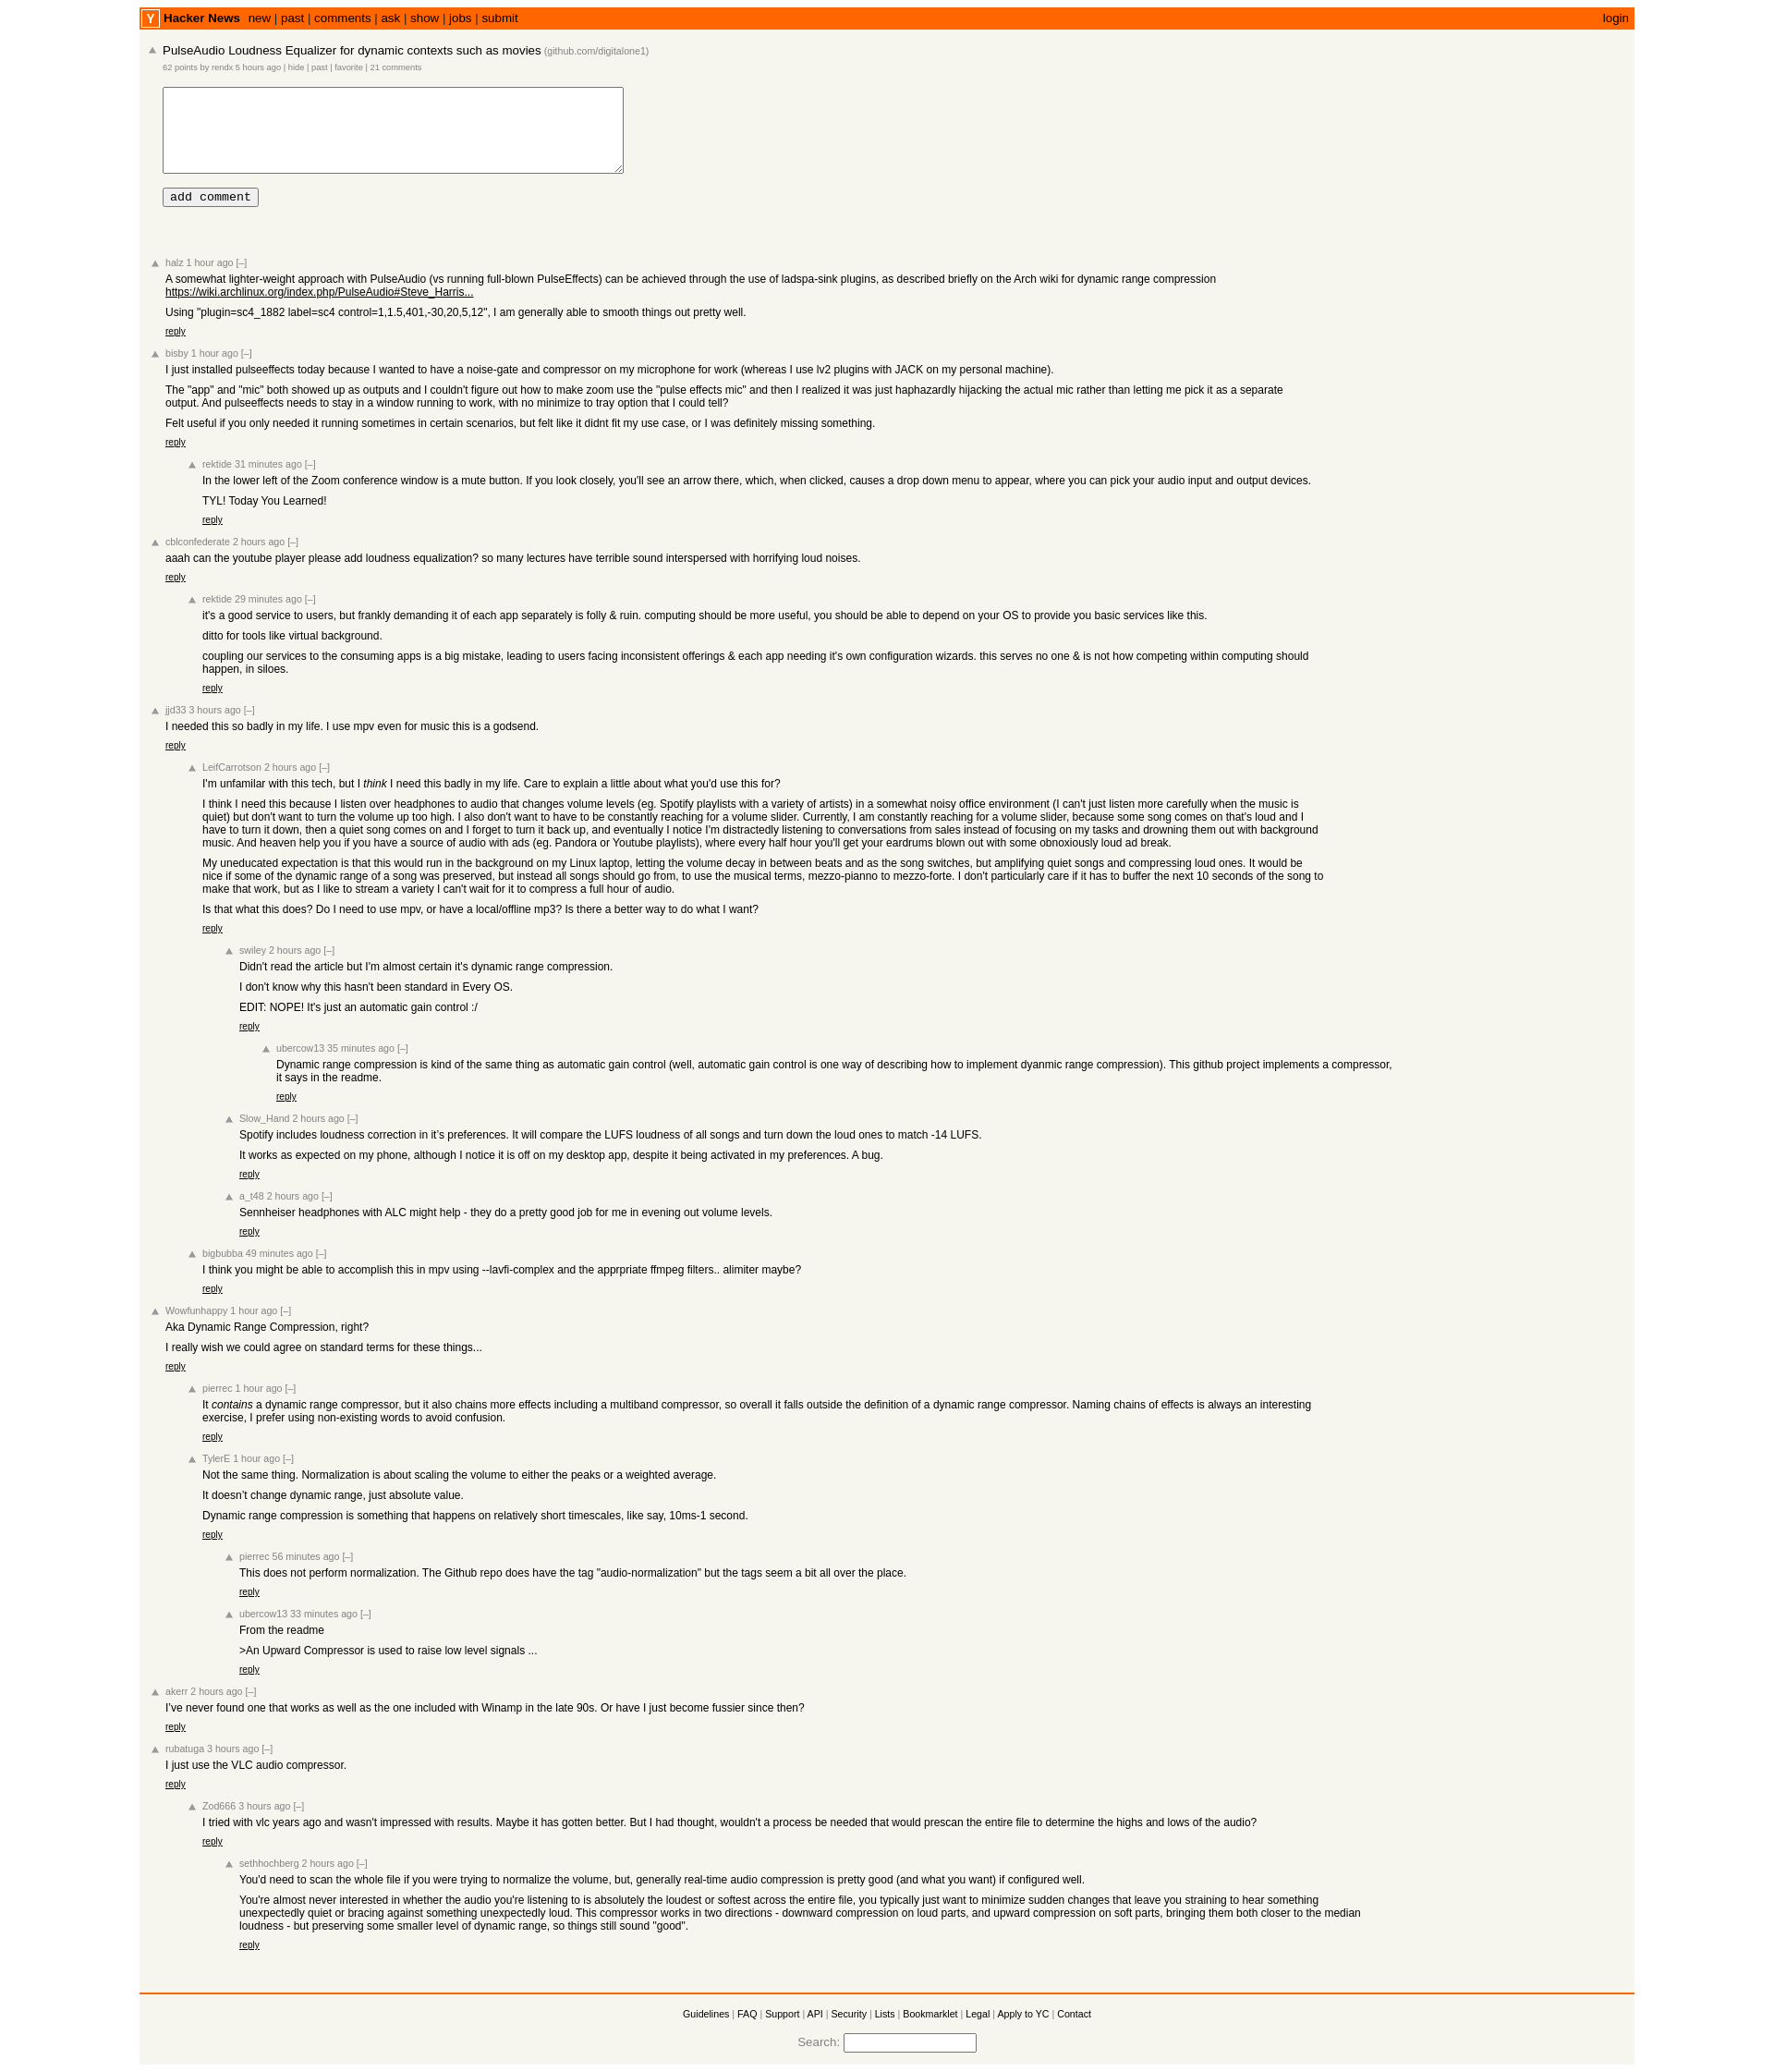 Y Hacker News new | past | comments | ask | show | jobs | submit login
PulseAudio Loudness Equalizer for dynamic contexts such as movies (github.com/digitalone1)
62 points by rendx 5 hours ago | hide | past | favorite | 21 comments
add comment
halz 1 hour ago [–]
A somewhat lighter-weight approach with PulseAudio (vs running full-blown PulseEffects) can be achieved through the use of ladspa-sink plugins, as described briefly on the Arch wiki for dynamic range compression
https://wiki.archlinux.org/index.php/PulseAudio#Steve_Harris...
Using "plugin=sc4_1882 label=sc4 control=1,1.5,401,-30,20,5,12", I am generally able to smooth things out pretty well.
reply
bisby 1 hour ago [–]
I just installed pulseeffects today because I wanted to have a noise-gate and compressor on my microphone for work (whereas I use lv2 plugins with JACK on my personal machine).
The "app" and "mic" both showed up as outputs and I couldn't figure out how to make zoom use the "pulse effects mic" and then I realized it was just haphazardly hijacking the actual mic rather than letting me pick it as a separate
output. And pulseeffects needs to stay in a window running to work, with no minimize to tray option that I could tell?
Felt useful if you only needed it running sometimes in certain scenarios, but felt like it didnt fit my use case, or I was definitely missing something.
reply
rektide 31 minutes ago [–]
In the lower left of the Zoom conference window is a mute button. If you look closely, you'll see an arrow there, which, when clicked, causes a drop down menu to appear, where you can pick your audio input and output devices.
TYL! Today You Learned!
reply
cblconfederate 2 hours ago [–]
aaah can the youtube player please add loudness equalization? so many lectures have terrible sound interspersed with horrifying loud noises.
reply
rektide 29 minutes ago [–]
it's a good service to users, but frankly demanding it of each app separately is folly & ruin. computing should be more useful, you should be able to depend on your OS to provide you basic services like this.
ditto for tools like virtual background.
coupling our services to the consuming apps is a big mistake, leading to users facing inconsistent offerings & each app needing it's own configuration wizards. this serves no one & is not how competing within computing should
happen, in siloes.
reply
jjd33 3 hours ago [–]
I needed this so badly in my life. I use mpv even for music this is a godsend.
reply
LeifCarrotson 2 hours ago [–]
I'm unfamilar with this tech, but I think I need this badly in my life. Care to explain a little about what you'd use this for?
I think I need this because I listen over headphones to audio that changes volume levels (eg. Spotify playlists with a variety of artists) in a somewhat noisy office environment (I can't just listen more carefully when the music is
quiet) but don't want to turn the volume up too high. I also don't want to have to be constantly reaching for a volume slider. Currently, I am constantly reaching for a volume slider, because some song comes on that's loud and I
have to turn it down, then a quiet song comes on and I forget to turn it back up, and eventually I notice I'm distractedly listening to conversations from sales instead of focusing on my tasks and drowning them out with background
music. And heaven help you if you have a source of audio with ads (eg. Pandora or Youtube playlists), where every half hour you'll get your eardrums blown out with some obnoxiously loud ad break.
My uneducated expectation is that this would run in the background on my Linux laptop, letting the volume decay in between beats and as the song switches, but amplifying quiet songs and compressing loud ones. It would be
nice if some of the dynamic range of a song was preserved, but instead all songs should go from, to use the musical terms, mezzo-pianno to mezzo-forte. I don't particularly care if it has to buffer the next 10 seconds of the song to
make that work, but as I like to stream a variety I can't wait for it to compress a full hour of audio.
Is that what this does? Do I need to use mpv, or have a local/offline mp3? Is there a better way to do what I want?
reply
swiley 2 hours ago [–]
Didn't read the article but I'm almost certain it's dynamic range compression.
I don't know why this hasn't been standard in Every OS.
EDIT: NOPE! It's just an automatic gain control :/
reply
ubercow13 35 minutes ago [–]
Dynamic range compression is kind of the same thing as automatic gain control (well, automatic gain control is one way of describing how to implement dyanmic range compression). This github project implements a compressor,
it says in the readme.
reply
Slow_Hand 2 hours ago [–]
Spotify includes loudness correction in it’s preferences. It will compare the LUFS loudness of all songs and turn down the loud ones to match -14 LUFS.
It works as expected on my phone, although I notice it is off on my desktop app, despite it being activated in my preferences. A bug.
reply
a_t48 2 hours ago [–]
Sennheiser headphones with ALC might help - they do a pretty good job for me in evening out volume levels.
reply
bigbubba 49 minutes ago [–]
I think you might be able to accomplish this in mpv using --lavfi-complex and the apprpriate ffmpeg filters.. alimiter maybe?
reply
Wowfunhappy 1 hour ago [–]
Aka Dynamic Range Compression, right?
I really wish we could agree on standard terms for these things...
reply
pierrec 1 hour ago [–]
It contains a dynamic range compressor, but it also chains more effects including a multiband compressor, so overall it falls outside the definition of a dynamic range compressor. Naming chains of effects is always an interesting
exercise, I prefer using non-existing words to avoid confusion.
reply
TylerE 1 hour ago [–]
Not the same thing. Normalization is about scaling the volume to either the peaks or a weighted average.
It doesn’t change dynamic range, just absolute value.
Dynamic range compression is something that happens on relatively short timescales, like say, 10ms-1 second.
reply
pierrec 56 minutes ago [–]
This does not perform normalization. The Github repo does have the tag "audio-normalization" but the tags seem a bit all over the place.
reply
ubercow13 33 minutes ago [–]
From the readme
>An Upward Compressor is used to raise low level signals ...
reply
akerr 2 hours ago [–]
I’ve never found one that works as well as the one included with Winamp in the late 90s. Or have I just become fussier since then?
reply
rubatuga 3 hours ago [–]
I just use the VLC audio compressor.
reply
Zod666 3 hours ago [–]
I tried with vlc years ago and wasn't impressed with results. Maybe it has gotten better. But I had thought, wouldn't a process be needed that would prescan the entire file to determine the highs and lows of the audio?
reply
sethhochberg 2 hours ago [–]
You'd need to scan the whole file if you were trying to normalize the volume, but, generally real-time audio compression is pretty good (and what you want) if configured well.
You're almost never interested in whether the audio you're listening to is absolutely the loudest or softest across the entire file, you typically just want to minimize sudden changes that leave you straining to hear something
unexpectedly quiet or bracing against something unexpectedly loud. This compressor works in two directions - downward compression on loud parts, and upward compression on soft parts, bringing them both closer to the median
loudness - but preserving some smaller level of dynamic range, so things still sound "good".
reply
Guidelines | FAQ | Support | API | Security | Lists | Bookmarklet | Legal | Apply to YC | Contact
Search: